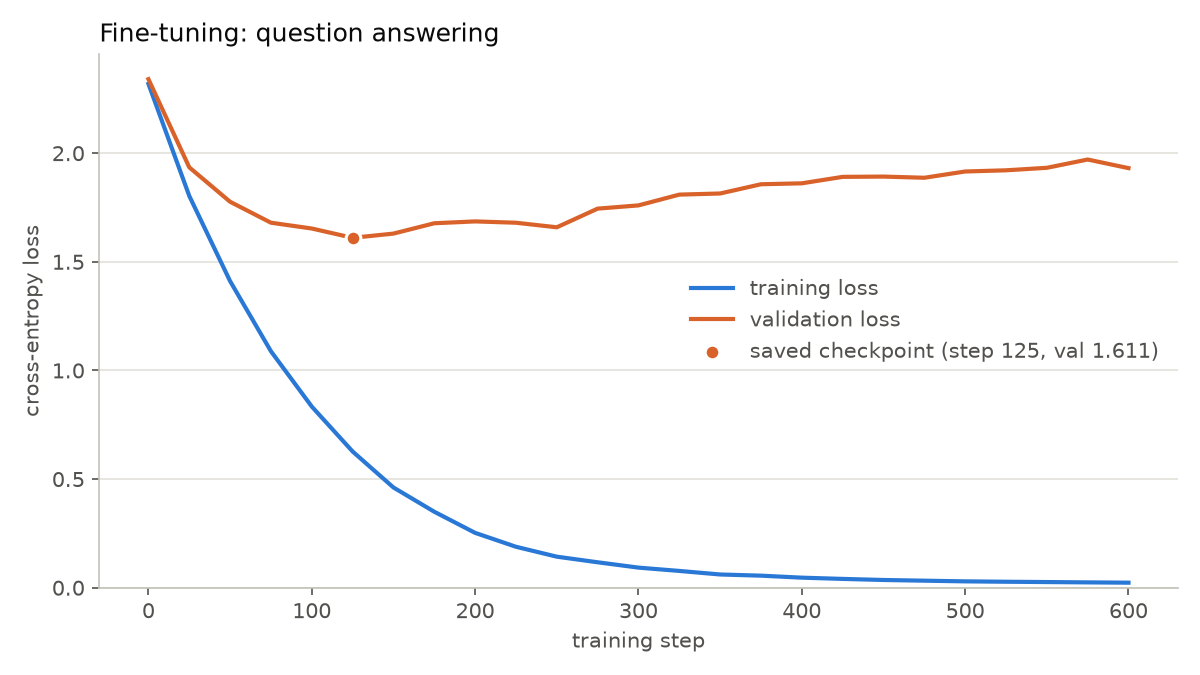 Fine-tuning: question answering
cross-entropy loss
2.0
1.5
1.0
0.5
0.0
training loss
validation loss
saved checkpoint (step 125, val 1.611)
0 100 200 300 400 500 600
training step